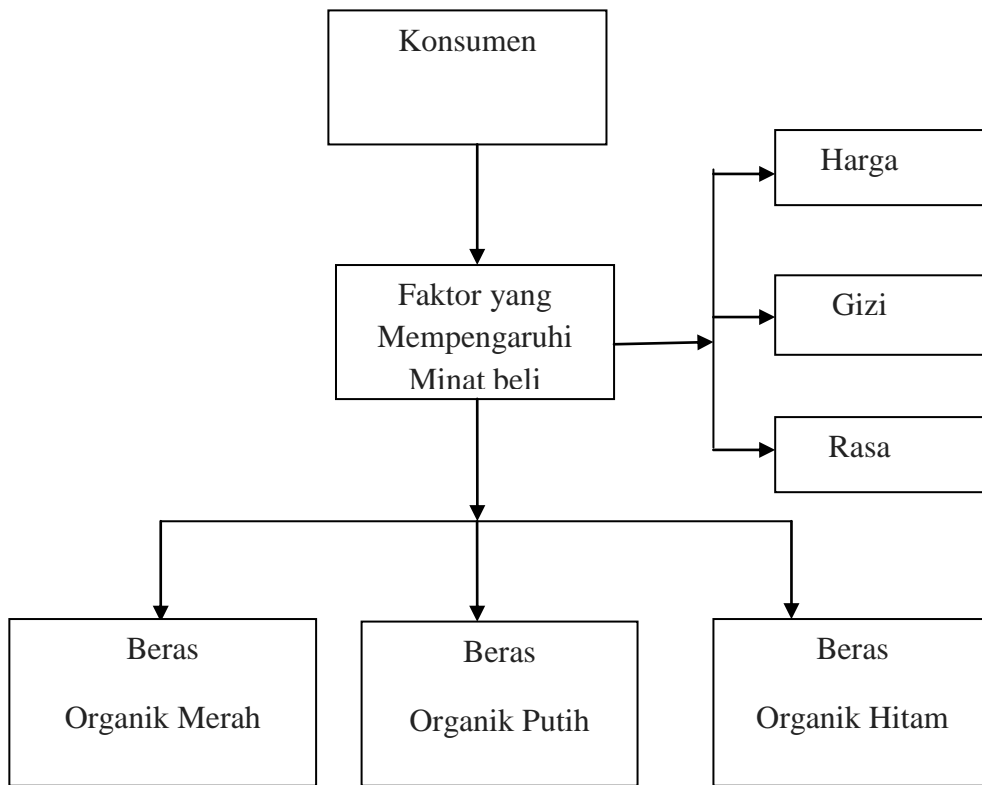 Konsumen
Harga
Faktor yang
Mempengaruhi
Minat beli
Gizi
Rasa
Beras
Organik Merah
Beras
Organik Putih
Beras
Organik Hitam